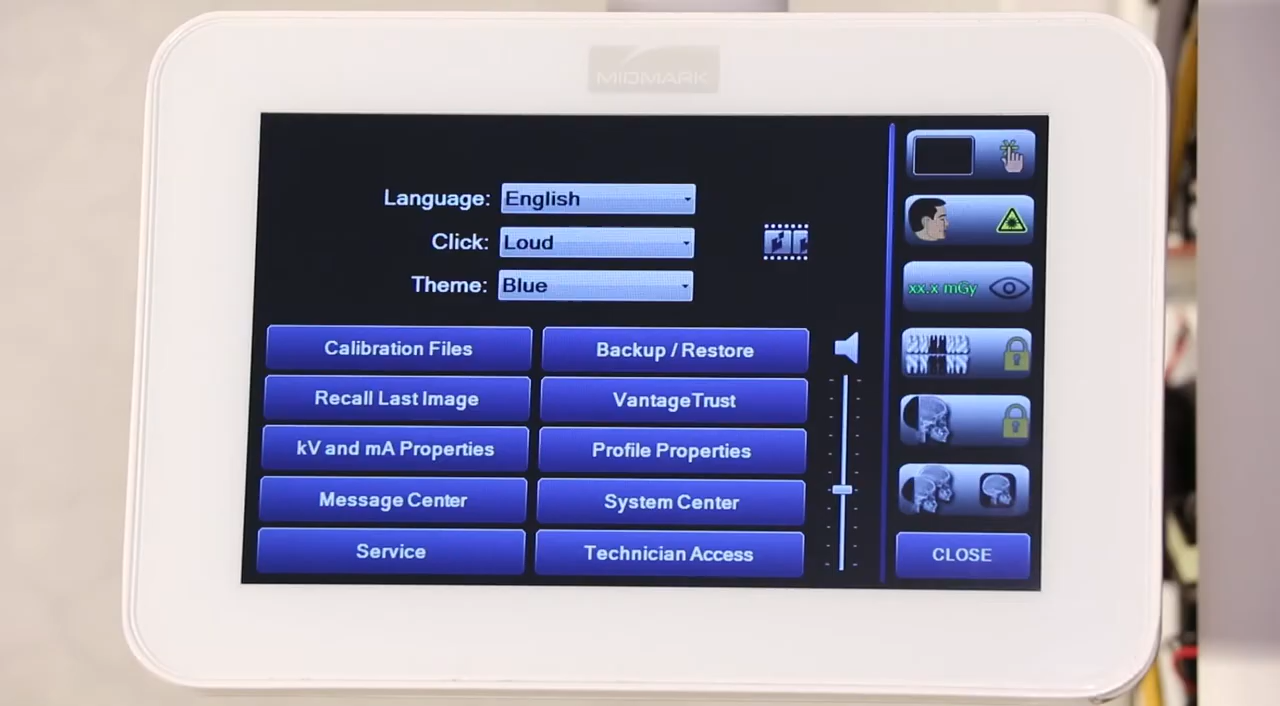 MIDMARK
Language: English
Click: Loud
Theme: Blue
Calibration Files
Backup / Restore
Recall Last Image
VantageTrust
kV and mA Properties
Profile Properties
Message Center
System Center
Service
Technician Access
xx.x mGy
CLOSE